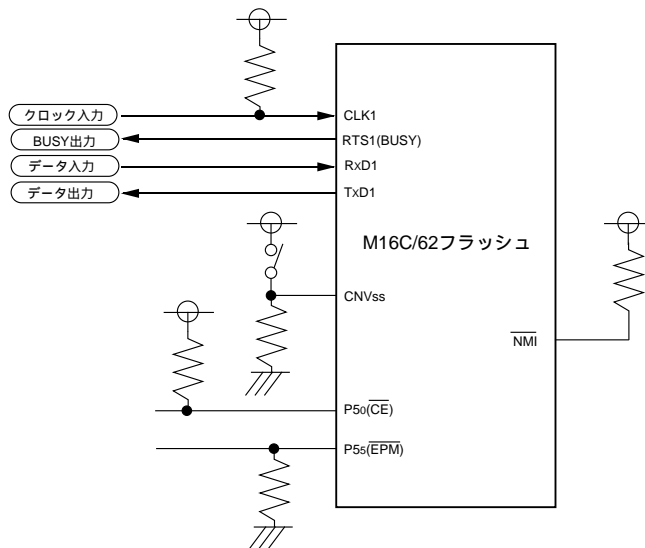 クロック入力
CLK1
BUSY出力
RTS1(BUSY)
データ入力
RxD1
データ出力
TxD1
M16C/62フラッシュ
CNVss
NMI
P50(CE)
P55(EPM)